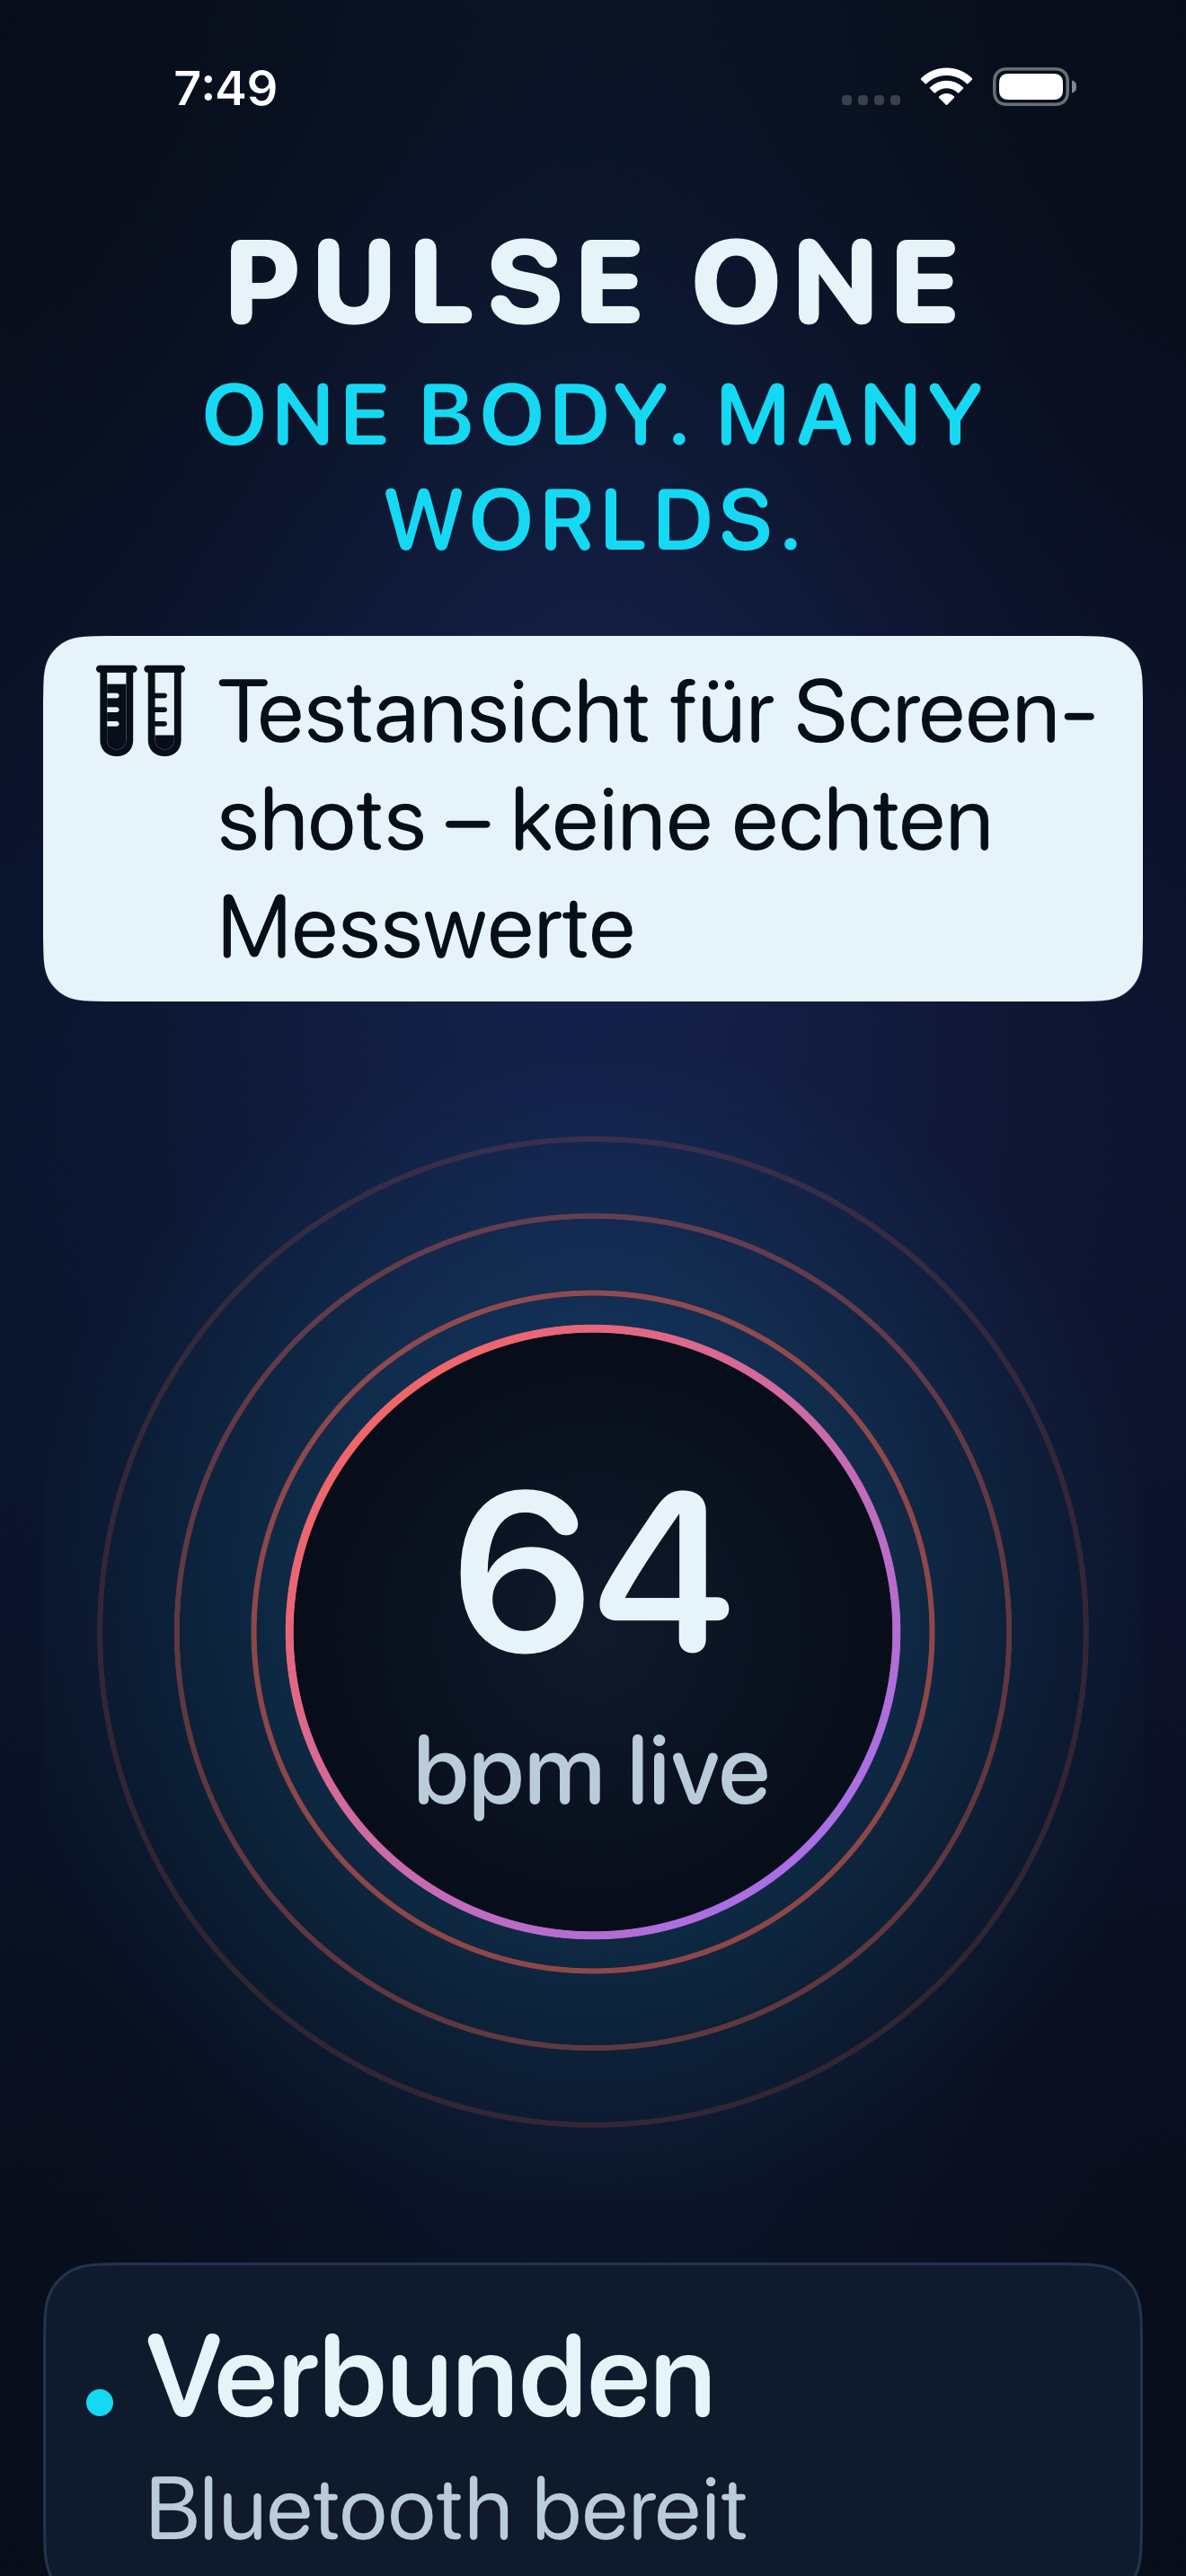 7:49
PULSE ONE
ONE BODY. MANY
WORLDS.
Testansicht für Screen-
shots – keine echten
Messwerte
64
bpm live
Verbunden
Bluetooth bereit